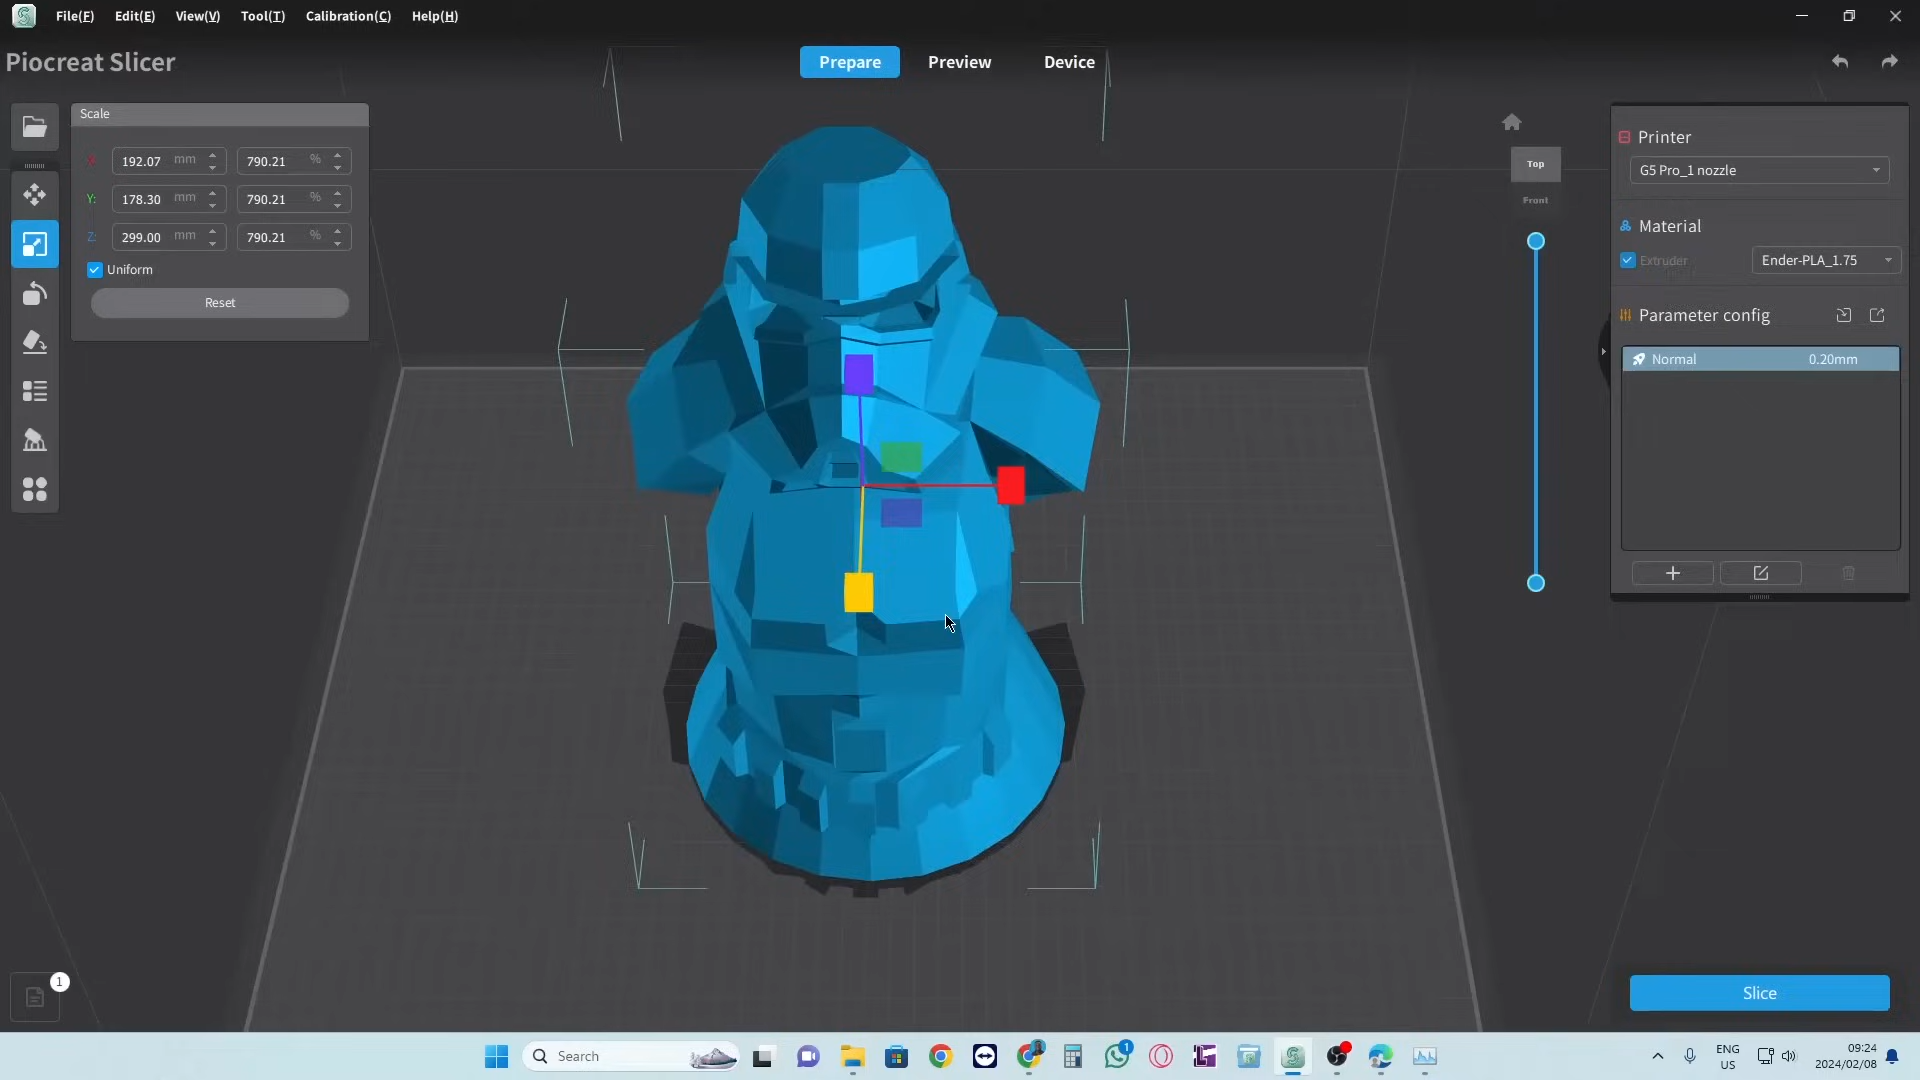 File(F) Edit(E) View(V) Tool(T) Calibration(C) Help(H)
Piocreat Slicer
Prepare Preview Device
Scale
X: 192.07 mm 790.21 %
Y: 178.30 mm 790.21 %
Z: 299.00 mm 790.21 %
Uniform
Reset
Top
Front
Printer
G5 Pro_1 nozzle
Material
Extruder Ender-PLA_1.75
Parameter config
Normal 0.20mm
Slice
1
Search
1
ENG
US
09:24
2024/02/08